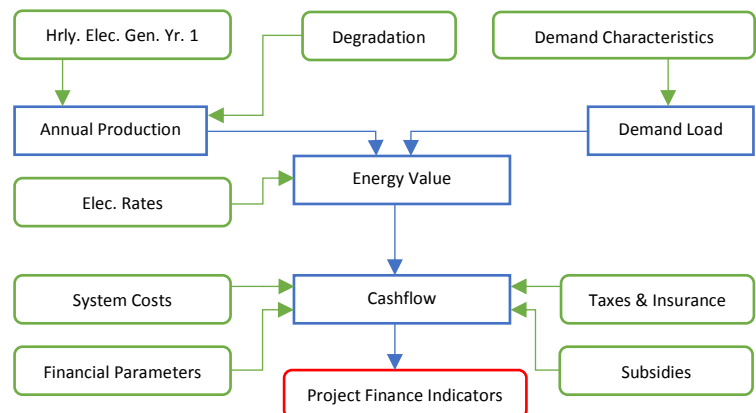 Hrly. Elec. Gen. Yr. 1
Degradation
Demand Characteristics
Annual Production
Demand Load
Energy Value
Elec. Rates
System Costs
Cashflow
Taxes & Insurance
Financial Parameters
Subsidies
Project Finance Indicators